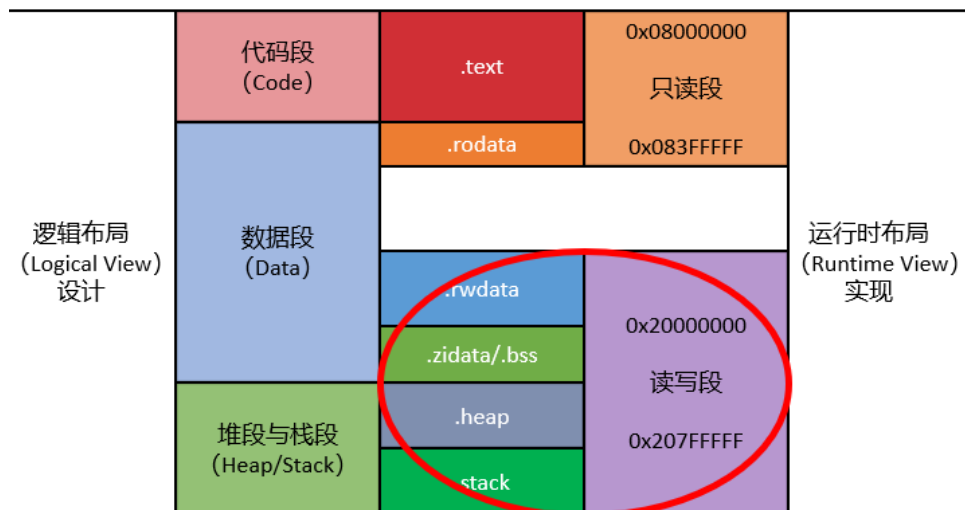 逻辑布局
（Logical View）
设计
代码段
（Code）
数据段
（Data）
堆段与栈段
（Heap/Stack）
.text
.rodata
.rwdata
.zidata/.bss
.heap
stack
0x08000000
只读段
0x083FFFFF
0x20000000
读写段
0x207FFFFF
运行时布局
（Runtime View）
实现